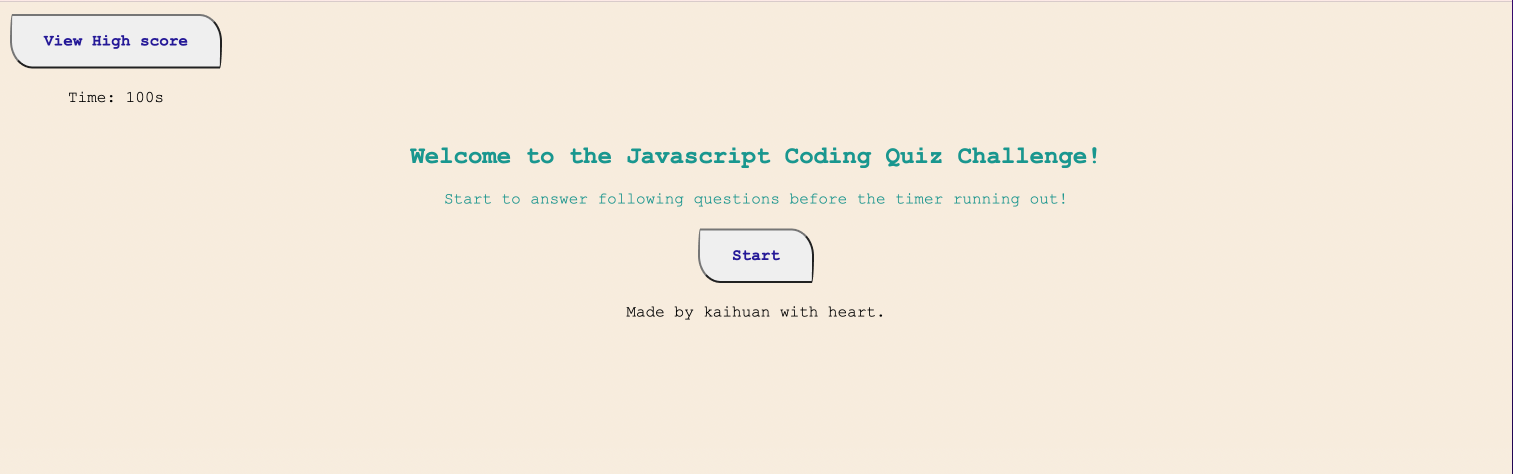 View High score
Time: 100s
Welcome to the Javascript Coding Quiz Challenge!
Start to answer following questions before the timer running out!
Start
Made by kaihuan with heart.